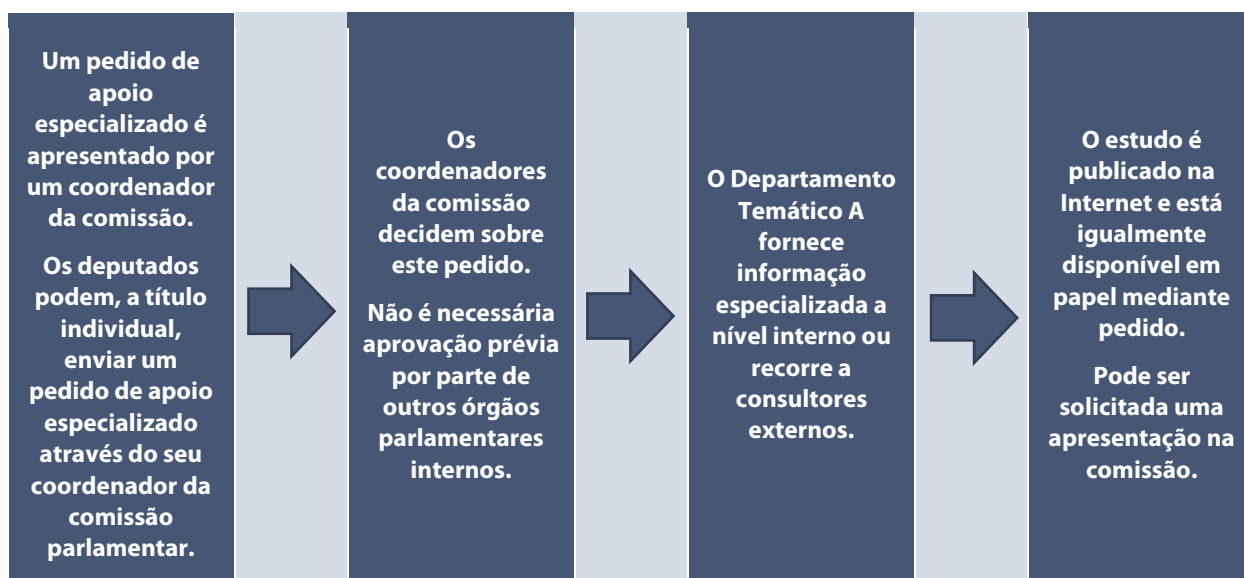 Um pedido de
apoio
especializado é
apresentado por
um coordenador
da comissão.
Os deputados
podem, a título
individual,
enviar um
pedido de apoio
especializado
através do seu
coordenador da
comissão
parlamentar.
Os
coordenadores
da comissão
decidem sobre
este pedido.
Não é necessária
aprovação prévia
por parte de
outros órgãos
parlamentares
internos.
O Departamento
Temático A
fornece
informação
especializada a
nível interno ou
recorre a
consultores
externos.
O estudo é
publicado na
Internet e está
igualmente
disponível em
papel mediante
pedido.
Pode ser
solicitada uma
apresentação na
comissão.